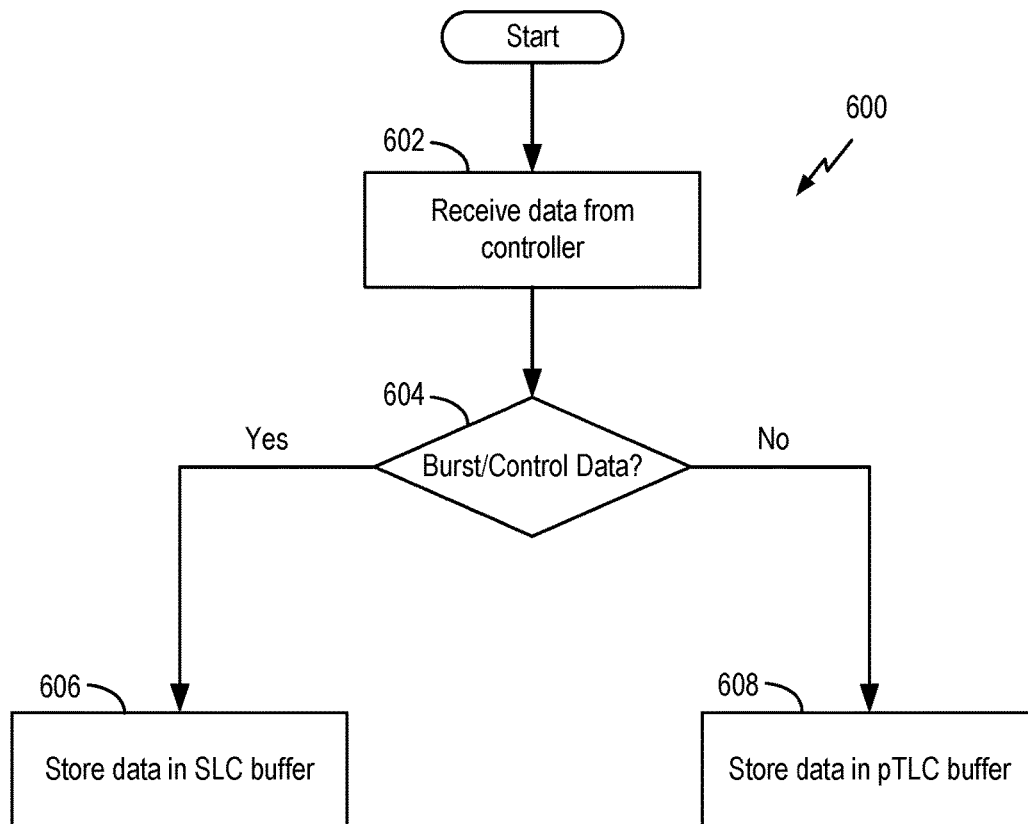 Start
600
602
Receive data from
controller
604
Yes
Burst/Control Data?
No
606
Store data in SLC buffer
608
Store data in pTLC buffer